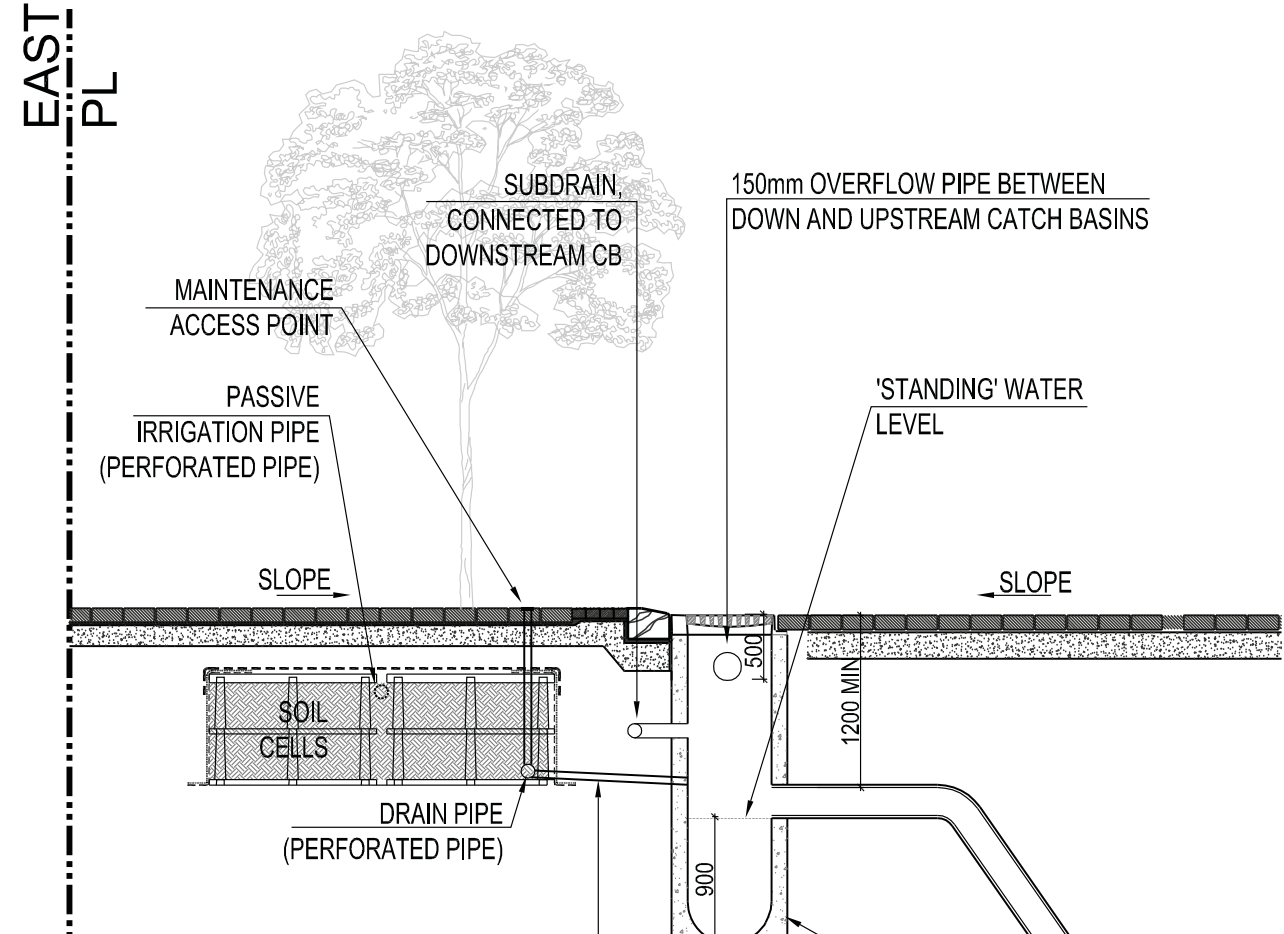 EAST
PL
SUBDRAIN,
CONNECTED TO
DOWNSTREAM CB
150mm OVERFLOW PIPE BETWEEN
DOWN AND UPSTREAM CATCH BASINS
MAINTENANCE
ACCESS POINT
PASSIVE
IRRIGATION PIPE
(PERFORATED PIPE)
'STANDING' WATER
LEVEL
SLOPE
SLOPE
500
1200 MIN
SOIL
CELLS
DRAIN PIPE
(PERFORATED PIPE)
900